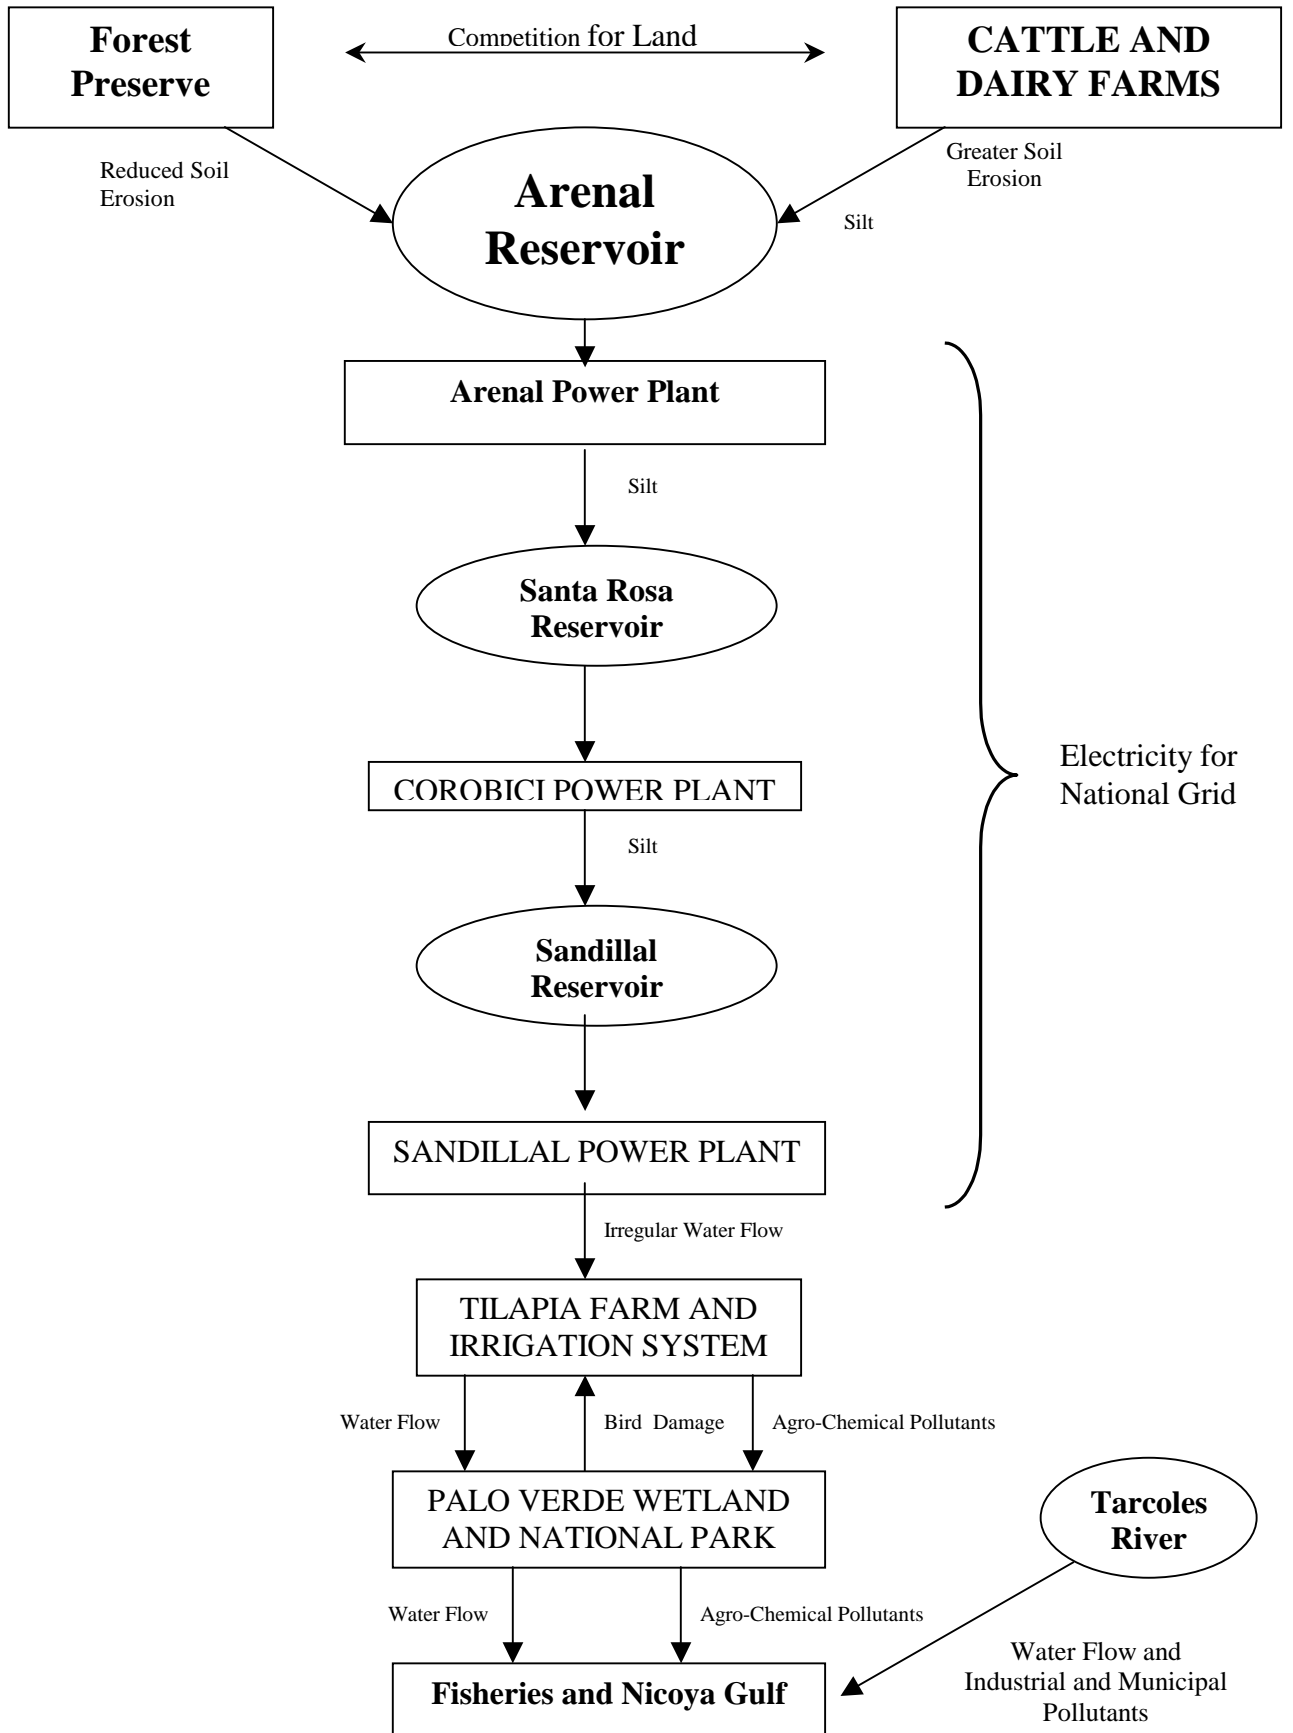 Forest
Preserve
Competition for Land
CATTLE AND
DAIRY FARMS
Reduced Soil
Erosion
Arenal
Reservoir
Greater Soil
Erosion
Silt
Arenal Power Plant
Silt
Santa Rosa
Reservoir
Electricity for
National Grid
COROBICI POWER PLANT
Silt
Sandillal
Reservoir
SANDILLAL POWER PLANT
Irregular Water Flow
TILAPIA FARM AND
IRRIGATION SYSTEM
Water Flow
Bird Damage
Agro-Chemical Pollutants
PALO VERDE WETLAND
AND NATIONAL PARK
Tarcoles
River
Water Flow
Agro-Chemical Pollutants
Water Flow and
Industrial and Municipal
Pollutants
Fisheries and Nicoya Gulf